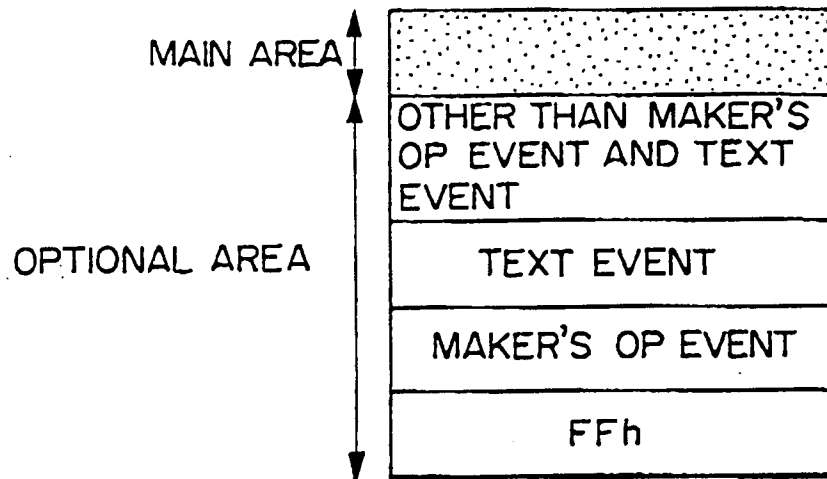 MAIN AREA
OTHER THAN MAKER'S
OP EVENT AND TEXT
EVENT
OPTIONAL AREA
TEXT EVENT
MAKER'S OP EVENT
FFh